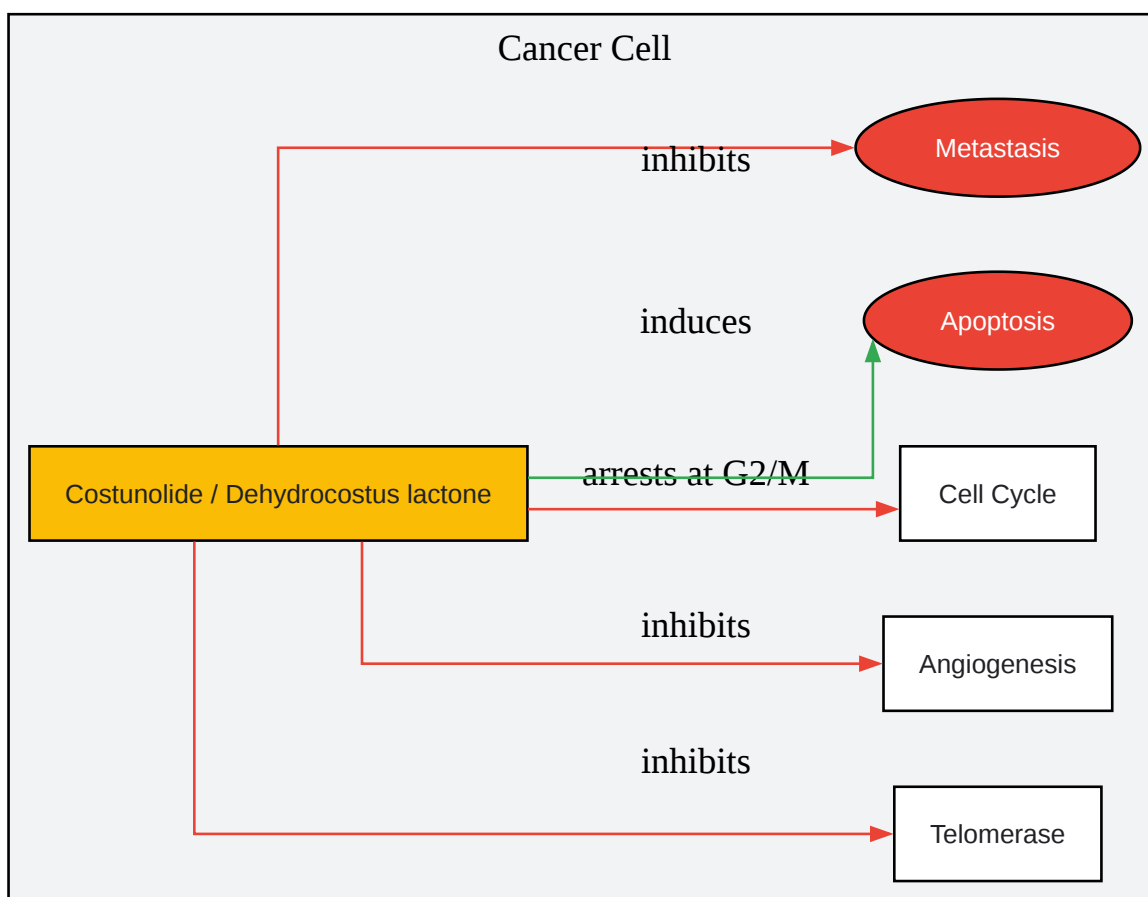 Cancer Cell
Metastasis
inhibits
induces
Apoptosis
arrests at G2/M
Costunolide / Dehydrocostus lactone
Cell Cycle
inhibits
Angiogenesis
inhibits
Telomerase